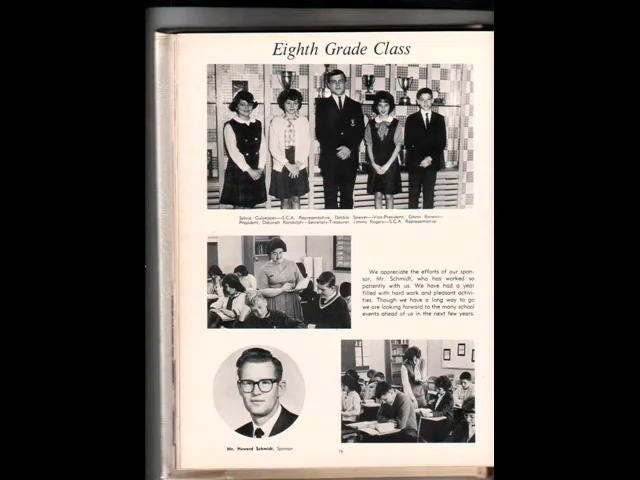 Eighth Grade Class
Sylvia Culpepper—S.C.A. Representative, Debbie Sawyer—Vice-President, Glenn Brown—
President, Deborah Randolph—Secretary-Treasurer, Jimmy Rogers—S.C.A. Representative
We appreciate the efforts of our spon-
sor, Mr. Schmidt, who has worked so
patiently with us. We have had a year
filled with hard work and pleasant activi-
ties. Though we have a long way to go
we are looking forward to the many school
events ahead of us in the next few years.
Mr. Howard Schmidt, Sponsor